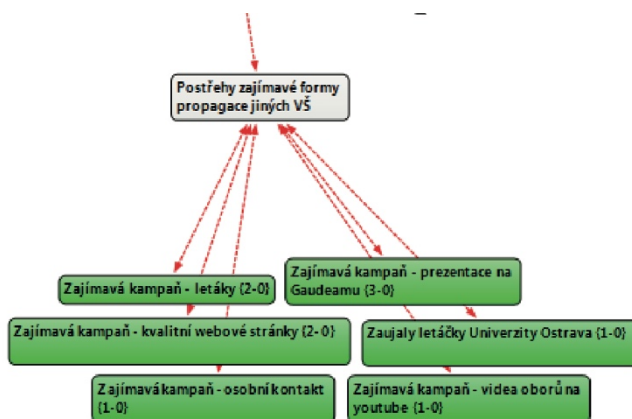 Postřehy zajímavé formy
propagace jiných VŠ
Zajímavá kampaň - letáky {2-0}
Zajímavá kampaň - prezentace na
Gaudeamu {3-0}
Zajímavá kampaň - kvalitní webové stránky {2-0}
Zaujaly letáčky Univerzity Ostrava {1-0}
Zajímavá kampaň - osobní kontakt
{1-0}
Zajímavá kampaň - videa oborů na
youtube {1-0}